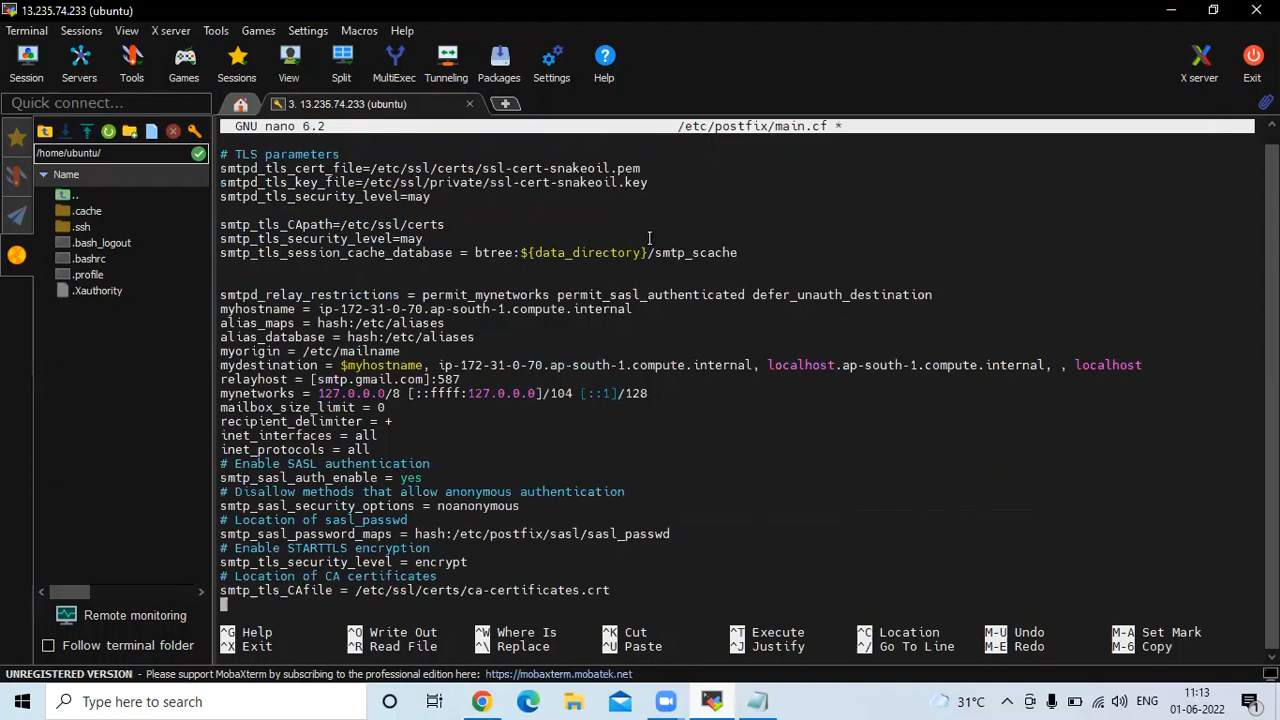 13.235.74.233 (ubuntu)
Terminal Sessions View X server Tools Games Settings Macros Help
Session Servers Tools Games Sessions View Split MultiExec Tunneling Packages Settings Help X server Exit
Quick connect... 3. 13.235.74.233 (ubuntu)
/home/ubuntu/
Name
..
.cache
.ssh
.bash_logout
.bashrc
.profile
.Xauthority
Remote monitoring
Follow terminal folder
GNU nano 6.2 /etc/postfix/main.cf *
# TLS parameters
smtpd_tls_cert_file=/etc/ssl/certs/ssl-cert-snakeoil.pem
smtpd_tls_key_file=/etc/ssl/private/ssl-cert-snakeoil.key
smtpd_tls_security_level=may
smtp_tls_CApath=/etc/ssl/certs
smtp_tls_security_level=may
smtp_tls_session_cache_database = btree:${data_directory}/smtp_scache
smtpd_relay_restrictions = permit_mynetworks permit_sasl_authenticated defer_unauth_destination
myhostname = ip-172-31-0-70.ap-south-1.compute.internal
alias_maps = hash:/etc/aliases
alias_database = hash:/etc/aliases
myorigin = /etc/mailname
mydestination = $myhostname, ip-172-31-0-70.ap-south-1.compute.internal, localhost.ap-south-1.compute.internal, , localhost
relayhost = [smtp.gmail.com]:587
mynetworks = 127.0.0.0/8 [::ffff:127.0.0.0]/104 [::1]/128
mailbox_size_limit = 0
recipient_delimiter = +
inet_interfaces = all
inet_protocols = all
# Enable SASL authentication
smtp_sasl_auth_enable = yes
# Disallow methods that allow anonymous authentication
smtp_sasl_security_options = noanonymous
# Location of sasl_passwd
smtp_sasl_password_maps = hash:/etc/postfix/sasl/sasl_passwd
# Enable STARTTLS encryption
smtp_tls_security_level = encrypt
# Location of CA certificates
smtp_tls_CAfile = /etc/ssl/certs/ca-certificates.crt
^G Help ^O Write Out ^W Where Is ^K Cut ^T Execute ^C Location M-U Undo M-A Set Mark
^X Exit ^R Read File ^\ Replace ^U Paste ^J Justify ^/ Go To Line M-E Redo M-6 Copy
UNREGISTERED VERSION - Please support MobaXterm by subscribing to the professional edition here: https://mobaxterm.mobatek.net
Type here to search
31°C
11:13
01-06-2022
1